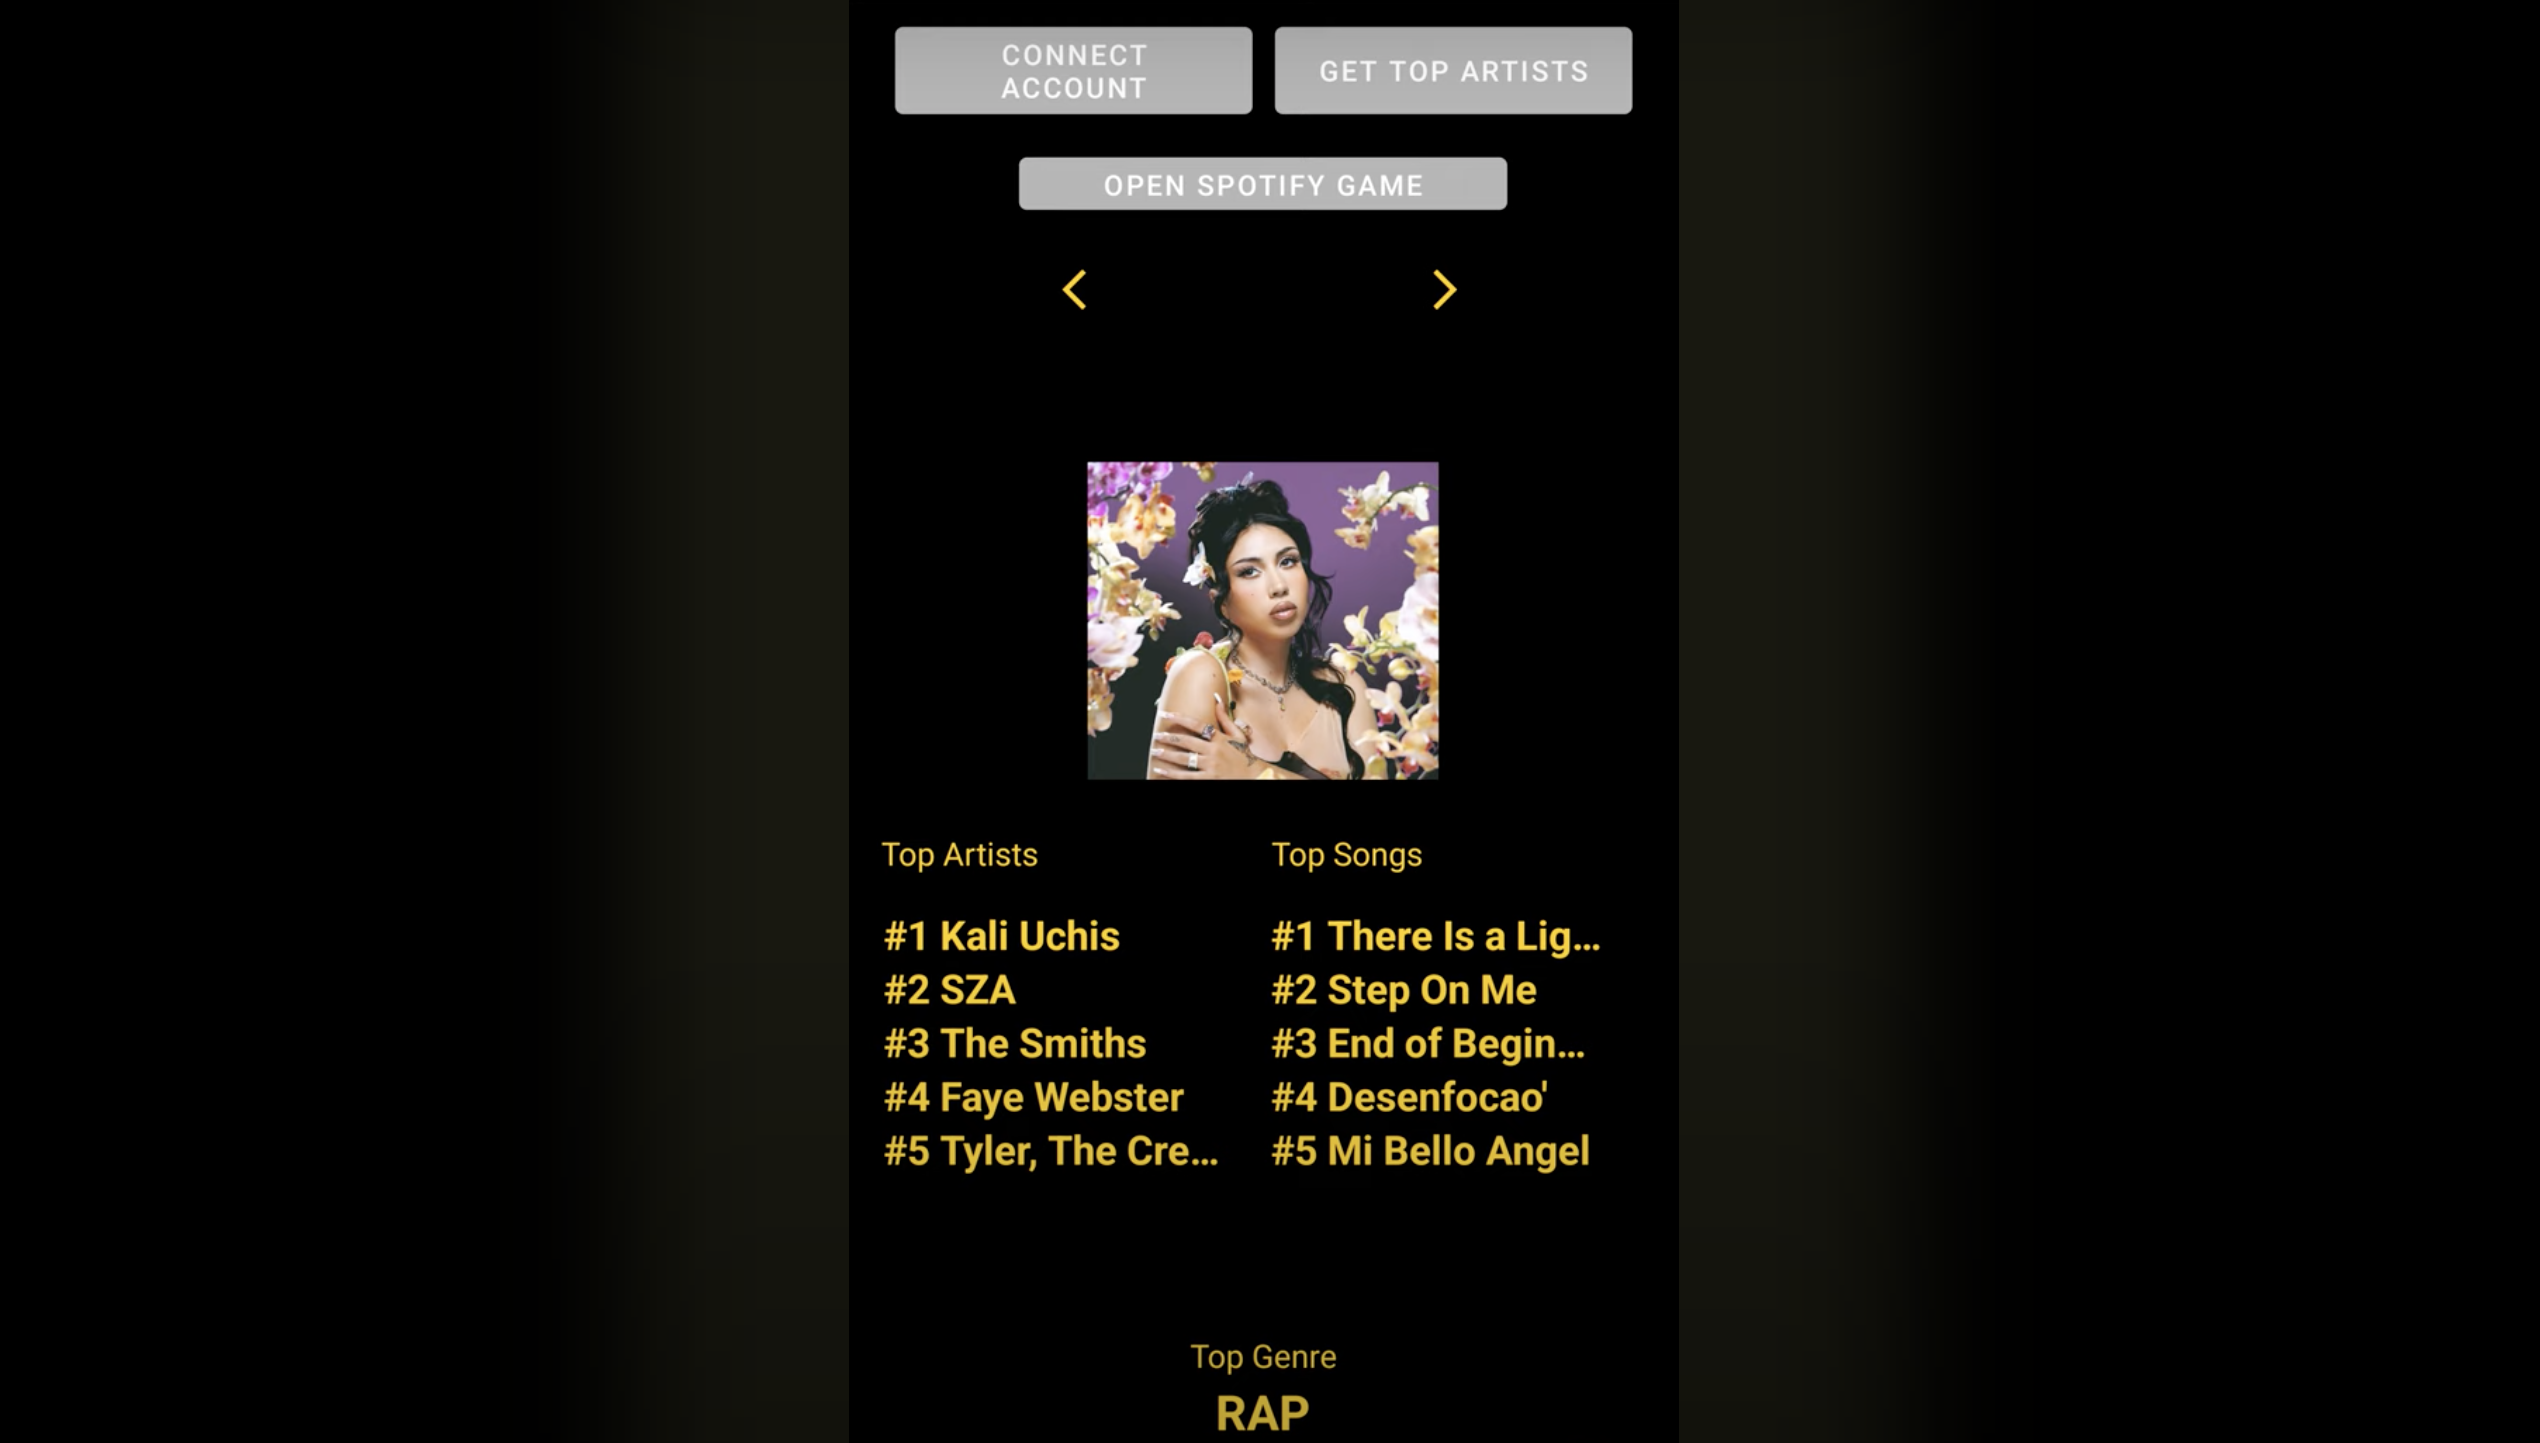 CONNECT
ACCOUNT
GET TOP ARTISTS
OPEN SPOTIFY GAME
Top Artists
#1 Kali Uchis
#2 SZA
#3 The Smiths
#4 Faye Webster
#5 Tyler, The Cre...
Top Songs
#1 There Is a Lig...
#2 Step On Me
#3 End of Begin...
#4 Desenfocao'
#5 Mi Bello Angel
Top Genre
RAP